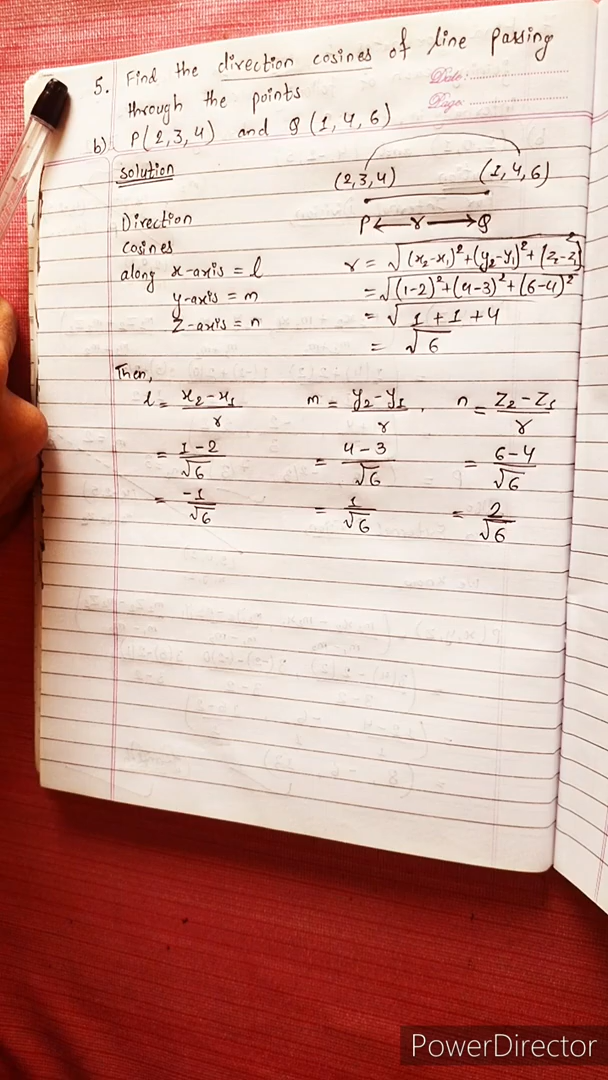 5. Find the direction cosines of line passing
Date:
through the points
Page:
b) P(2,3,4) and Q(1,4,6)
solution
(2,3,4) (1,4,6)
P ← r → Q
Direction
cosines
along x-axis = l
y-axis = m
z-axis = n
r = √(x₂-x₁)²+(y₂-y₁)²+(z₂-z₁
= √(1-2)²+(4-3)²+(6-4)²
= √1+1+4
= √6
Then,
l = x₂-x₁/r m = y₂-y₁/r , n = z₂-z₁/r
= 1-2/√6 = 4-3/√6 = 6-4/√6
= -1/√6 = 1/√6 = 2/√6
PowerDirector